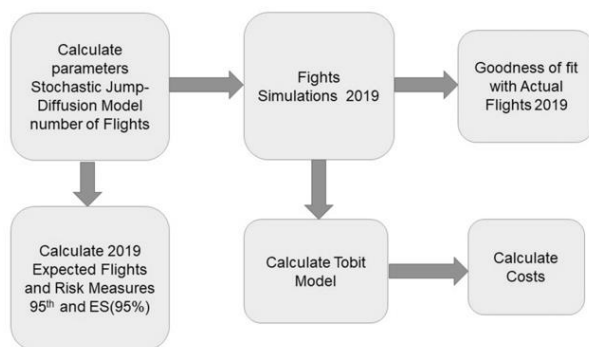 Calculate
parameters
Stochastic Jump-
Diffusion Model
number of Flights
Fights
Simulations 2019
Goodness of fit
with Actual
Flights 2019
Calculate 2019
Expected Flights
and Risk Measures
95th and ES(95%)
Calculate Tobit
Model
Calculate
Costs